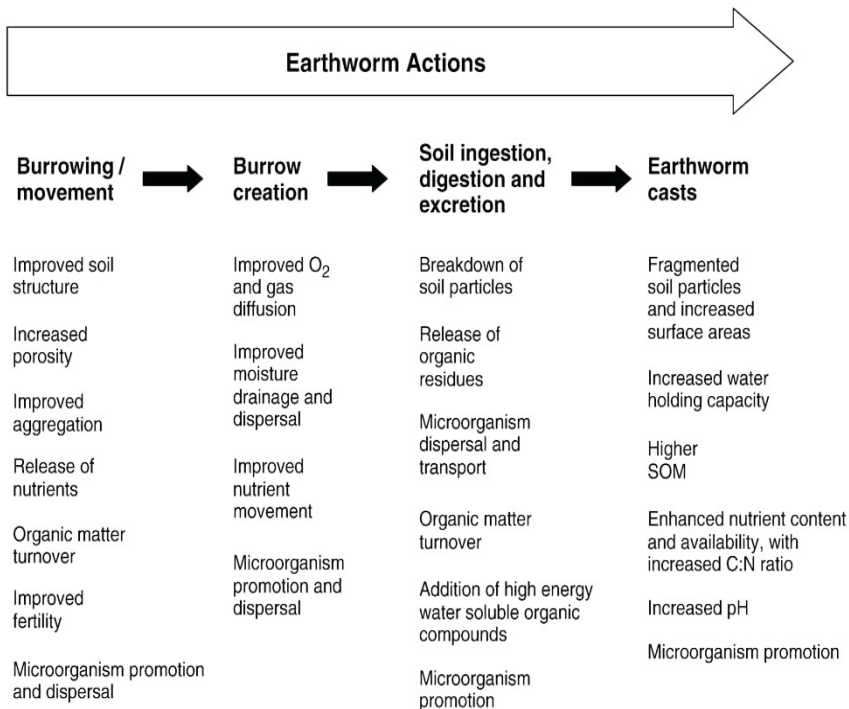 Earthworm Actions
Burrowing /
movement
Improved soil
structure
Increased
porosity
Improved
aggregation
Release of
nutrients
Organic matter
turnover
Improved
fertility
Microorganism promotion
and dispersal
Burrow
creation
Improved O2
and gas
diffusion
Improved
moisture
drainage and
dispersal
Improved
nutrient
movement
Microorganism
promotion and
dispersal
Soil ingestion,
digestion and
excretion
Breakdown of
soil particles
Release of
organic
residues
Microorganism
dispersal and
transport
Organic matter
turnover
Addition of high energy
water soluble organic
compounds
Microorganism
promotion
Earthworm
casts
Fragmented
soil particles
and increased
surface areas
Increased water
holding capacity
Higher
SOM
Enhanced nutrient content
and availability, with
increased C:N ratio
Increased pH
Microorganism promotion